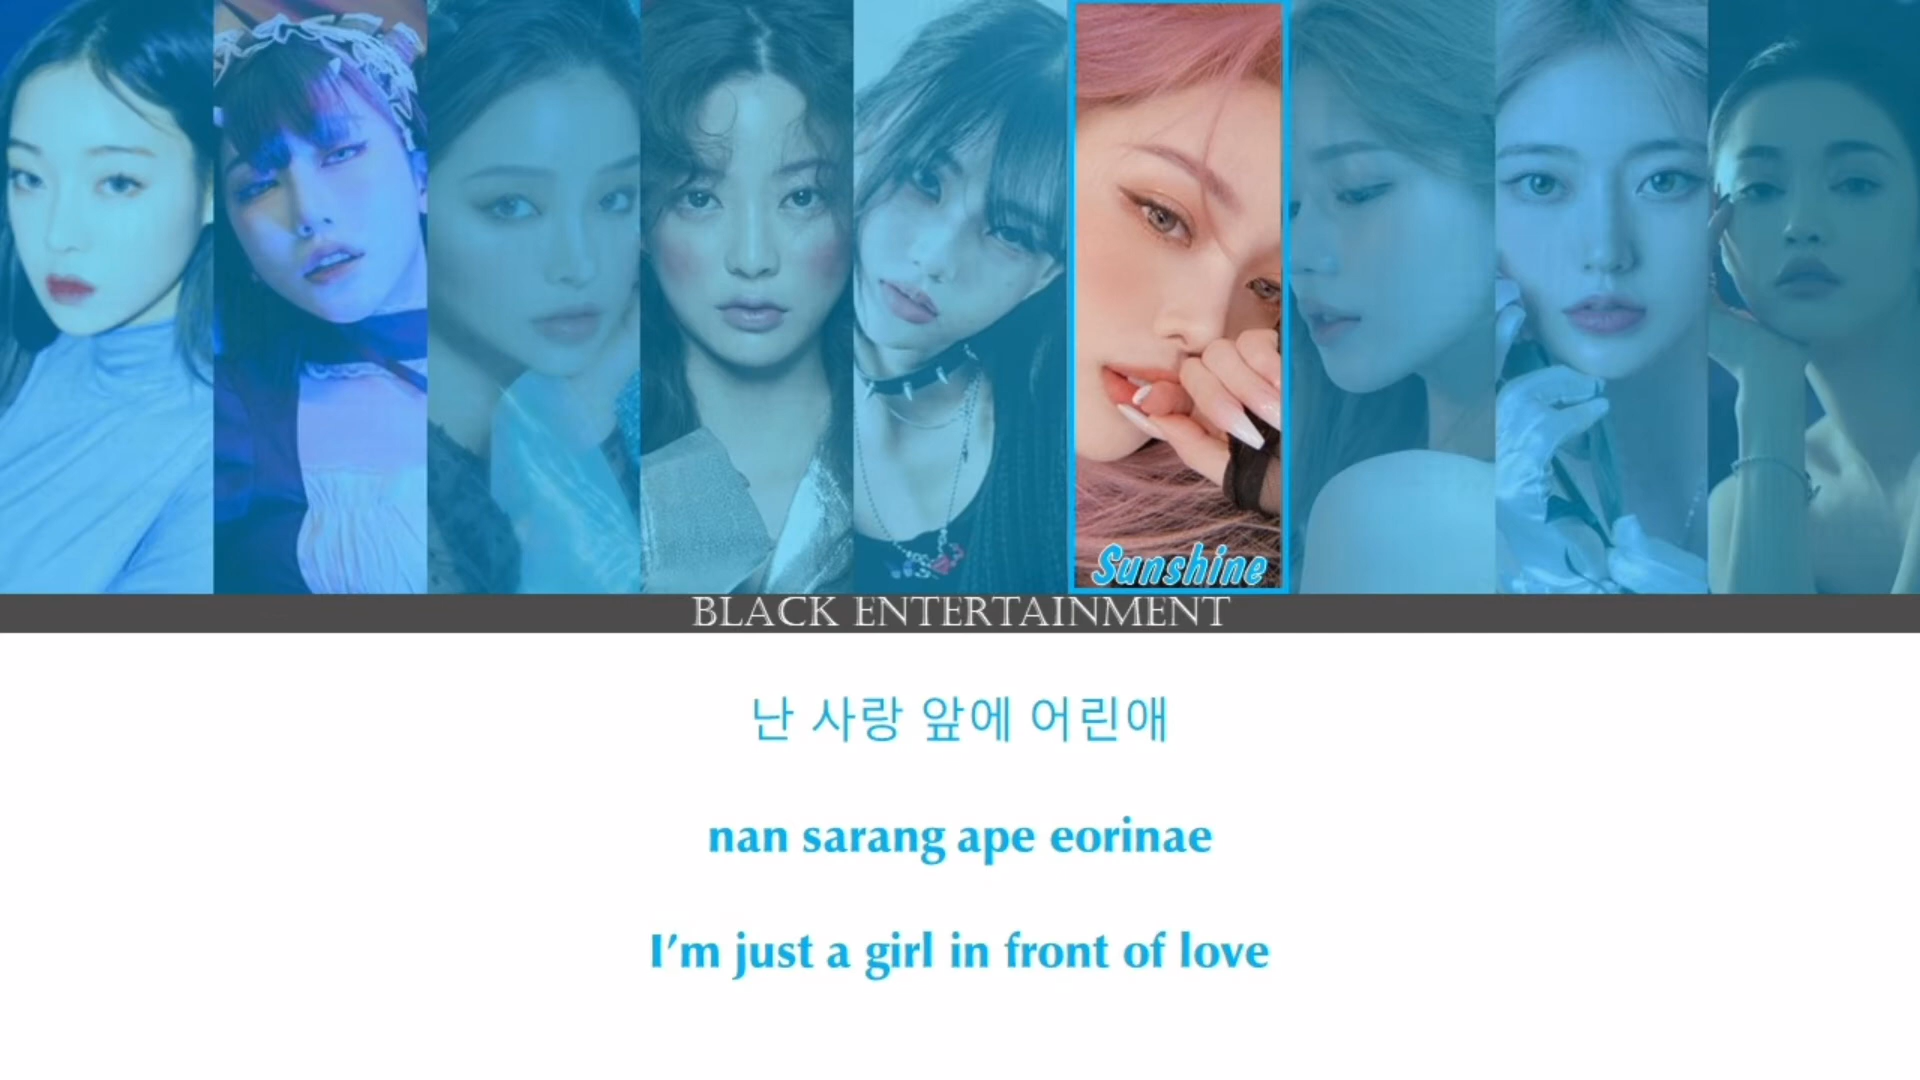 Sunshine
BLACK ENTERTAINMENT
난 사랑 앞에 어린애
nan sarang ape eorinae
I'm just a girl in front of love